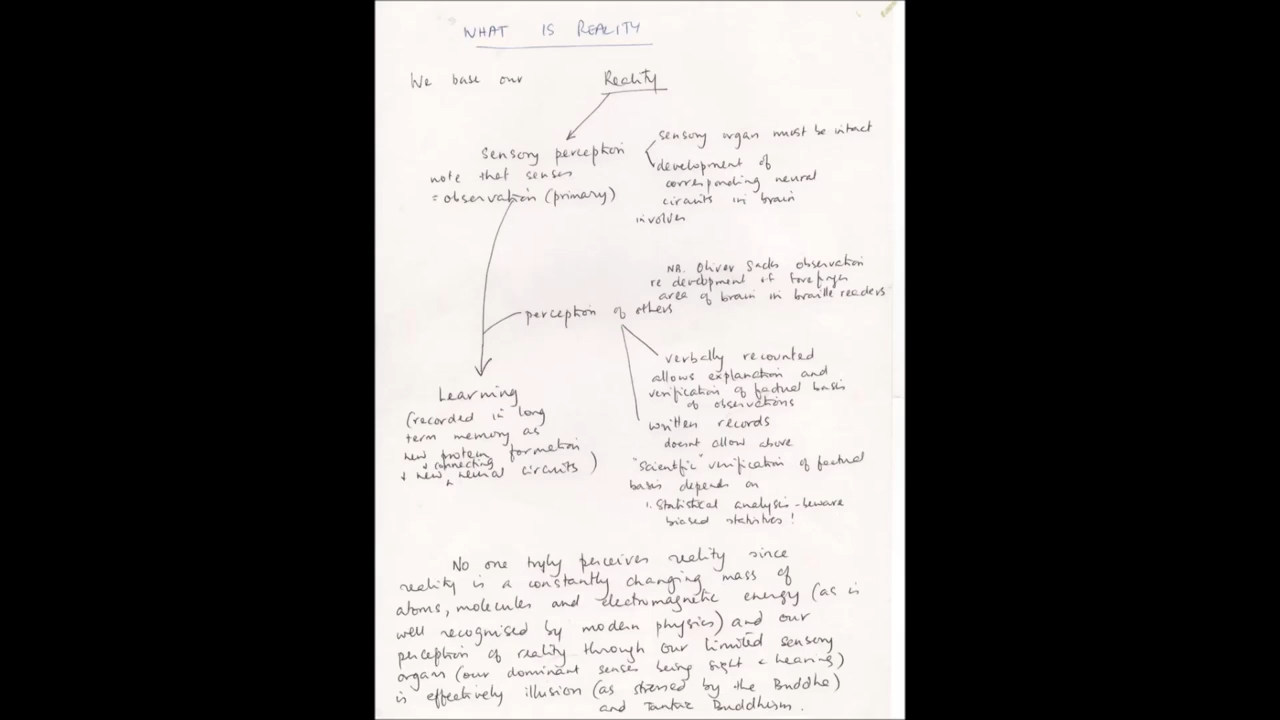 WHAT IS REALITY
We base our Reality
sensory perception
note that senses
= observation (primary)
sensory organ must be intact
development of
corresponding neural
circuits in brain
involves
NB. Oliver Sacks observation
re development of forefinger
area of brain in braille readers
perception of others
verbally recounted
allows explanation and
verification of factual basis
of observations
written records
doesnt allow above
"Scientific" verification of factual
basis depends on
1. Statistical analysis - beware
biased statistics!
Learning
(recorded in long
term memory as
new protein formation
+ connecting
+ new neural circuits)
No one truly perceives reality since
reality is a constantly changing mass of
atoms, molecules and electromagnetic energy (as is
well recognised by modern physics) and our
perception of reality through our limited sensory
organs (our dominant senses being sight & hearing)
is effectively illusion (as stressed by the Buddha)
and Tantric Buddhism.